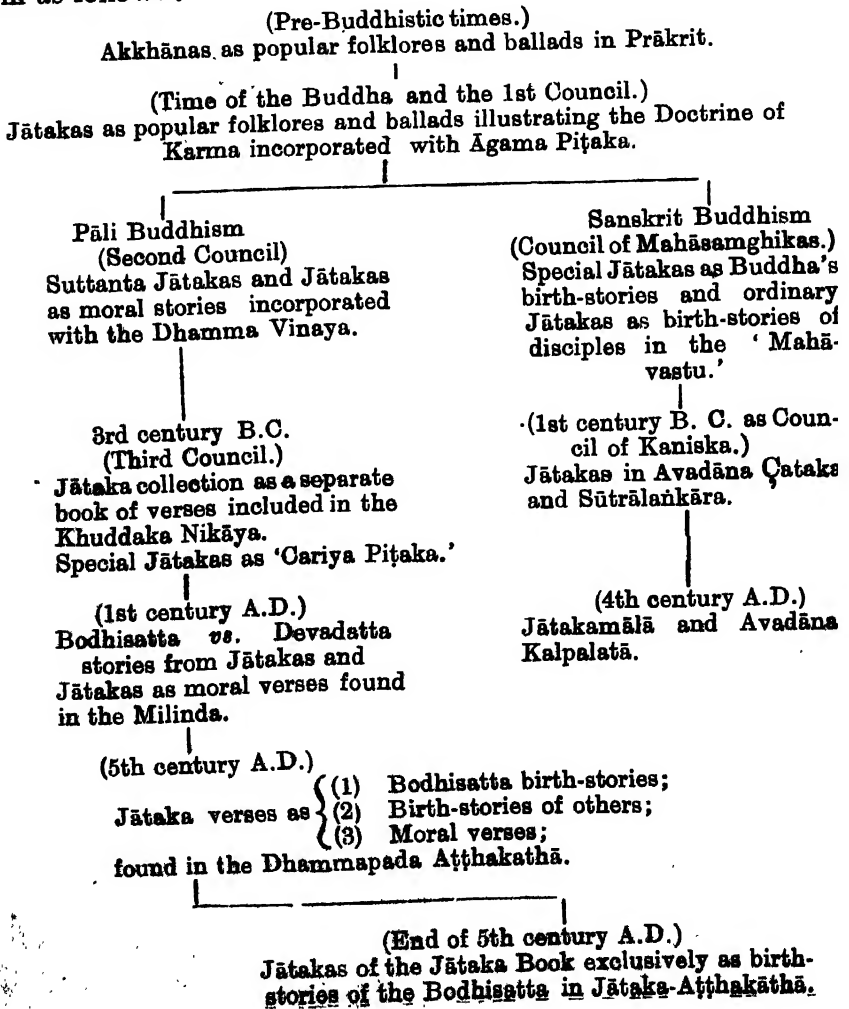 (Pre-Buddhistic times.)
Akkhānas as popular folklores and ballads in Prākrit.
(Time of the Buddha and the 1st Council.)
Jātakas as popular folklores and ballads illustrating the Doctrine of
Karma incorporated with Āgama Piṭaka.
Pāli Buddhism
(Second Council)
Suttanta Jātakas and Jātakas
as moral stories incorporated
with the Dhamma Vinaya.
3rd century B.C.
(Third Council.)
Jātaka collection as a separate
book of verses included in the
Khuddaka Nikāya.
Special Jātakas as 'Cariya Piṭaka.'
(1st century A.D.)
Bodhisatta vs. Devadatta
stories from Jātakas and
Jātakas as moral verses found
in the Milinda.
(5th century A.D.)
Jātaka verses as
(1) Bodhisatta birth-stories;
(2) Birth-stories of others;
(3) Moral verses;
found in the Dhammapada Aṭṭhakathā.
Sanskrit Buddhism
(Council of Mahāsamghikas.)
Special Jātakas as Buddha's
birth-stories and ordinary
Jātakas as birth-stories of
disciples in the 'Mahā-
vastu.'
(1st century B. C. as Coun-
cil of Kaniska.)
Jātakas in Avadāna Çataka
and Sūtrālaṅkāra.
(4th century A.D.)
Jātakamālā and Avadāna
Kalpalatā.
(End of 5th century A.D.)
Jātakas of the Jātaka Book exclusively as birth-
stories of the Bodhisatta in Jātaka-Aṭṭhakāthā.